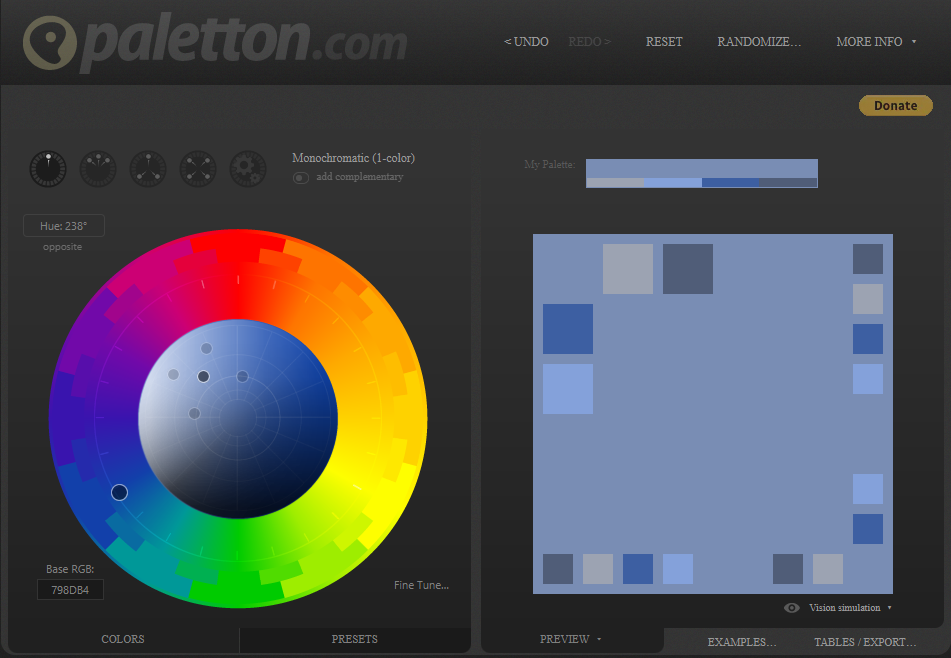 paletton.com
< UNDO REDO > RESET RANDOMIZE... MORE INFO
Donate
Monochromatic (1-color)
add complementary
My Palette:
Hue: 238°
opposite
Base RGB:
798DB4
Fine Tune...
Vision simulation
COLORS PRESETS PREVIEW EXAMPLES... TABLES / EXPORT...